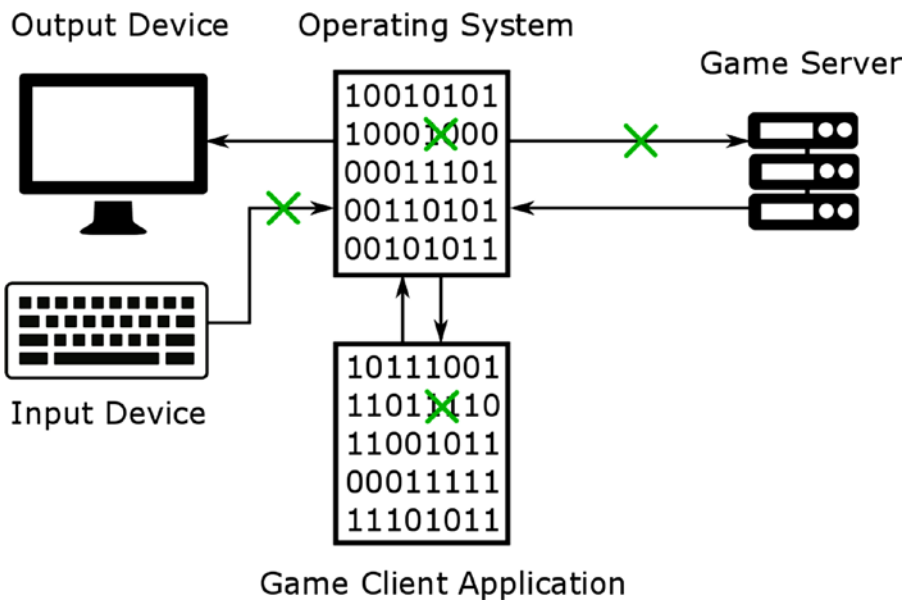 Output Device
Operating System
Game Server
10010101
10001000
00011101
00110101
00101011
Input Device
10111001
11011110
11001011
00011111
11101011
Game Client Application